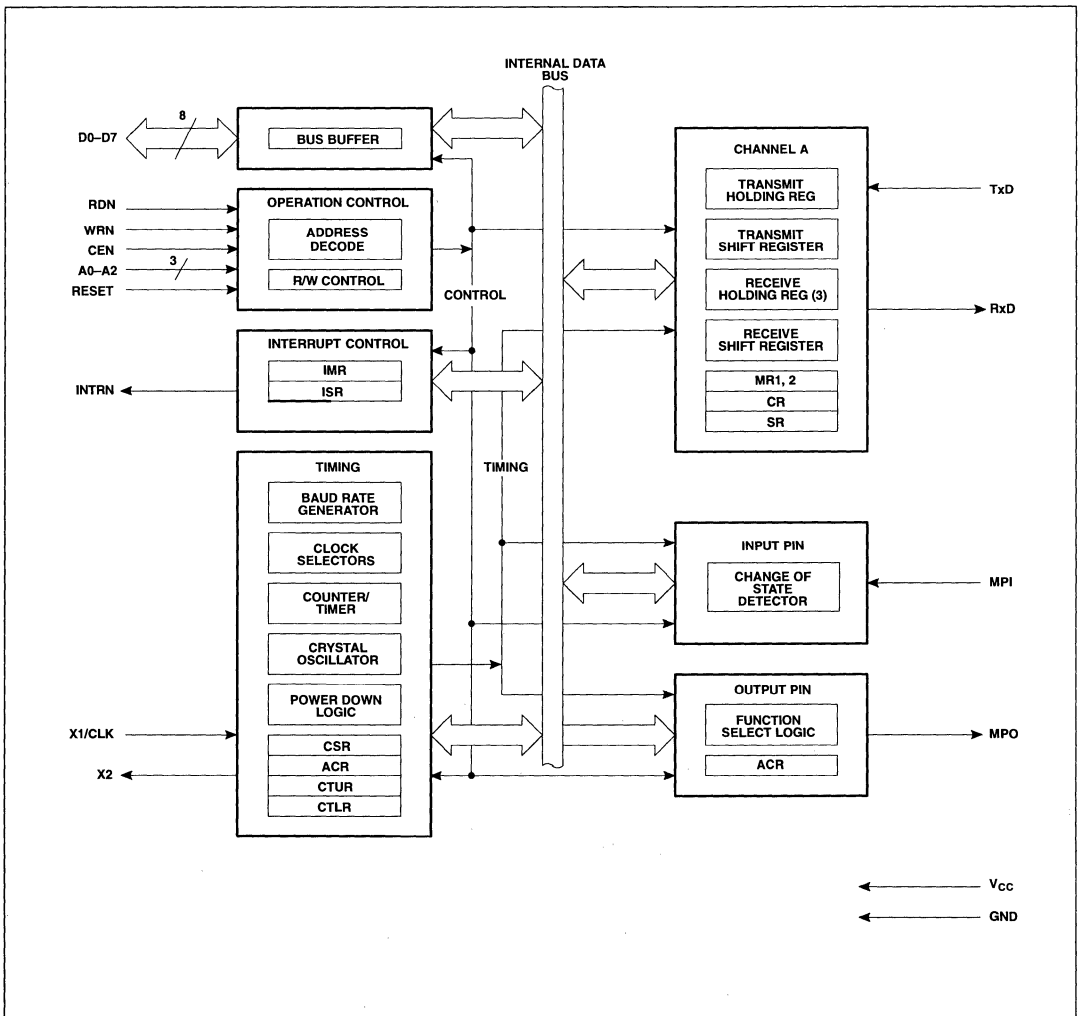 INTERNAL DATA
BUS
8
D0–D7
BUS BUFFER
RDN
WRN
CEN
A0–A2
3
RESET
OPERATION CONTROL
ADDRESS
DECODE
R/W CONTROL
CONTROL
INTERRUPT CONTROL
IMR
ISR
INTRN
TIMING
BAUD RATE
GENERATOR
CLOCK
SELECTORS
COUNTER/
TIMER
CRYSTAL
OSCILLATOR
POWER DOWN
LOGIC
CSR
ACR
CTUR
CTLR
X1/CLK
X2
TIMING
CHANNEL A
TRANSMIT
HOLDING REG
TRANSMIT
SHIFT REGISTER
RECEIVE
HOLDING REG (3)
RECEIVE
SHIFT REGISTER
MR1, 2
CR
SR
TxD
RxD
INPUT PIN
CHANGE OF
STATE
DETECTOR
MPI
OUTPUT PIN
FUNCTION
SELECT LOGIC
ACR
MPO
VCC
GND